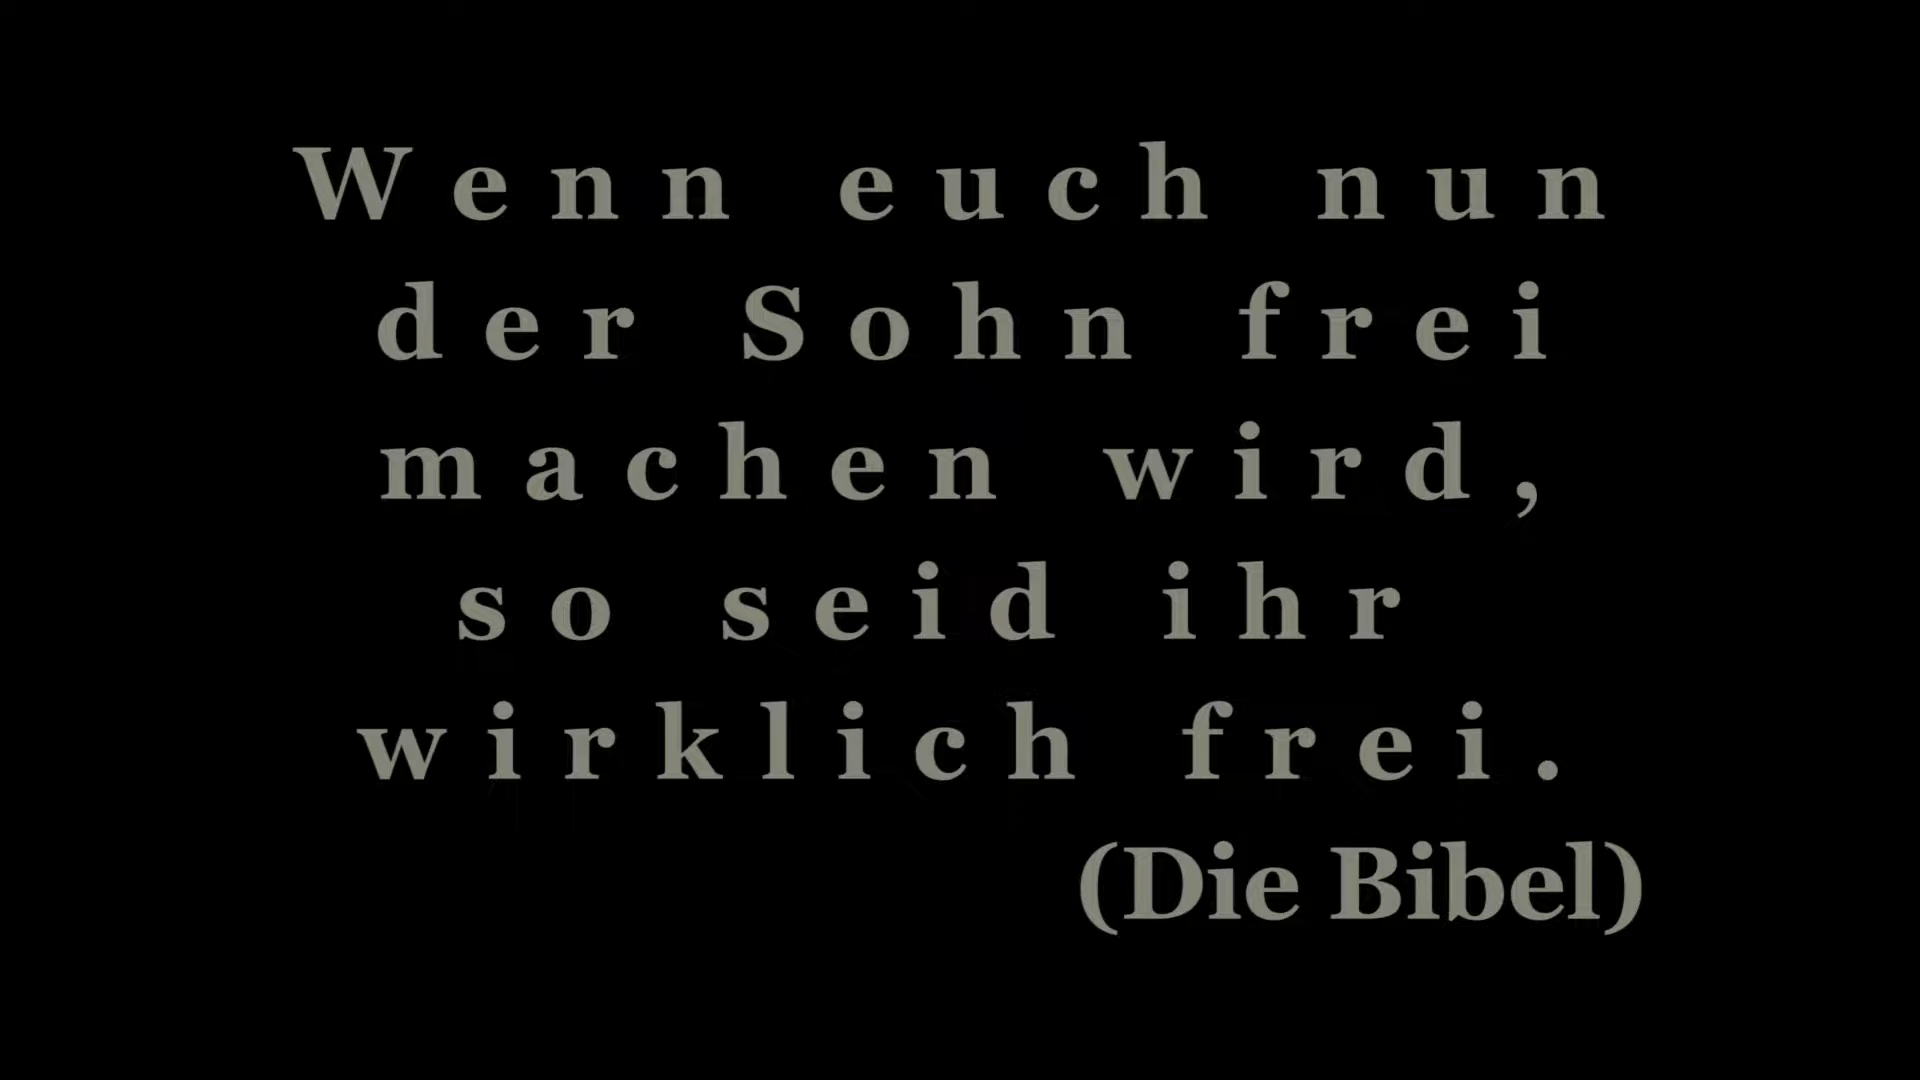 Wenn euch nun
der Sohn frei
machen wird,
so seid ihr
wirklich frei.
(Die Bibel)